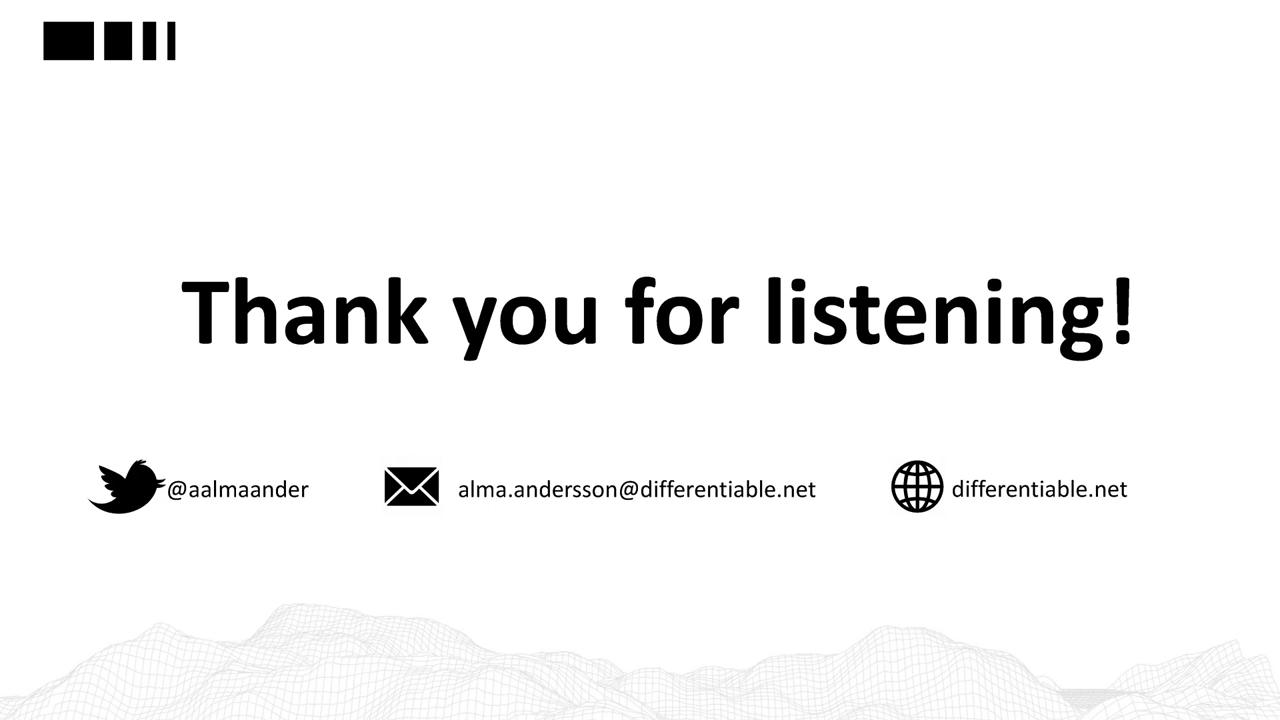 Thank you for listening!
@aalmaander
alma.andersson@differentiable.net
differentiable.net